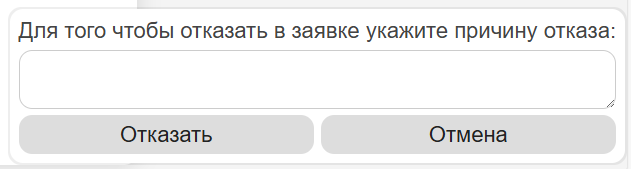 Для того чтобы отказать в заявке укажите причину отказа:
Отказать
Отмена